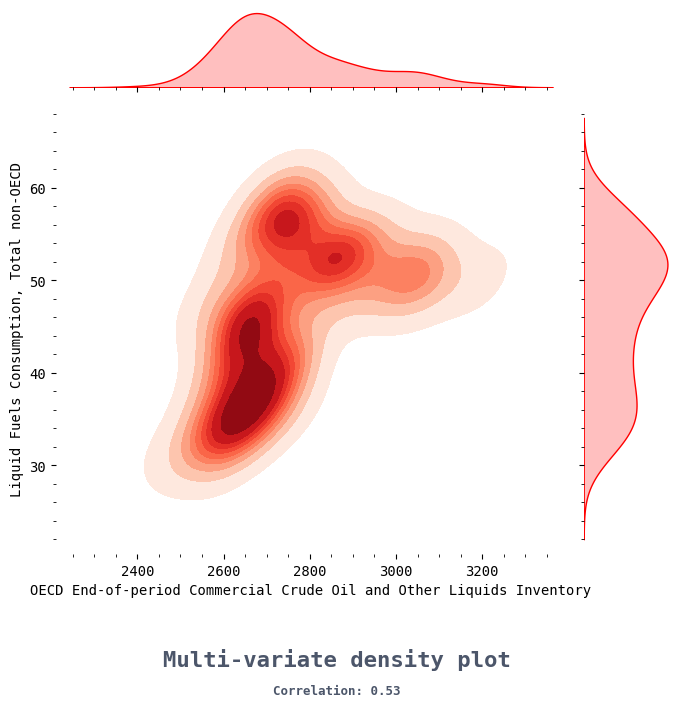 Liquid Fuels Consumption, Total non-OECD
60
50
40
30
2400 2600 2800 3000 3200
OECD End-of-period Commercial Crude Oil and Other Liquids Inventory
Multi-variate density plot
Correlation: 0.53